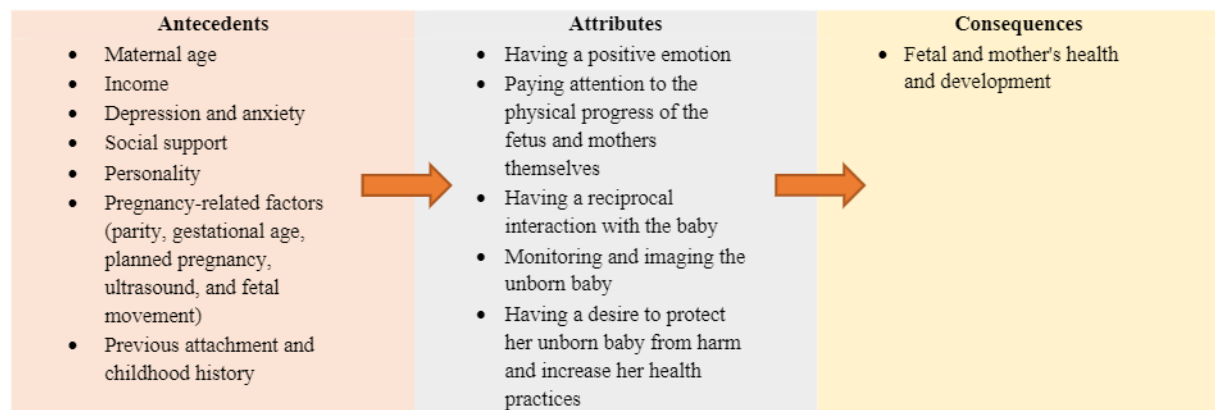 Antecedents
• Maternal age
• Income
• Depression and anxiety
• Social support
• Personality
• Pregnancy-related factors
(parity, gestational age,
planned pregnancy,
ultrasound, and fetal
movement)
• Previous attachment and
childhood history
Attributes
• Having a positive emotion
• Paying attention to the
physical progress of the
fetus and mothers
themselves
• Having a reciprocal
interaction with the baby
• Monitoring and imaging the
unborn baby
• Having a desire to protect
her unborn baby from harm
and increase her health
practices
Consequences
• Fetal and mother's health
and development